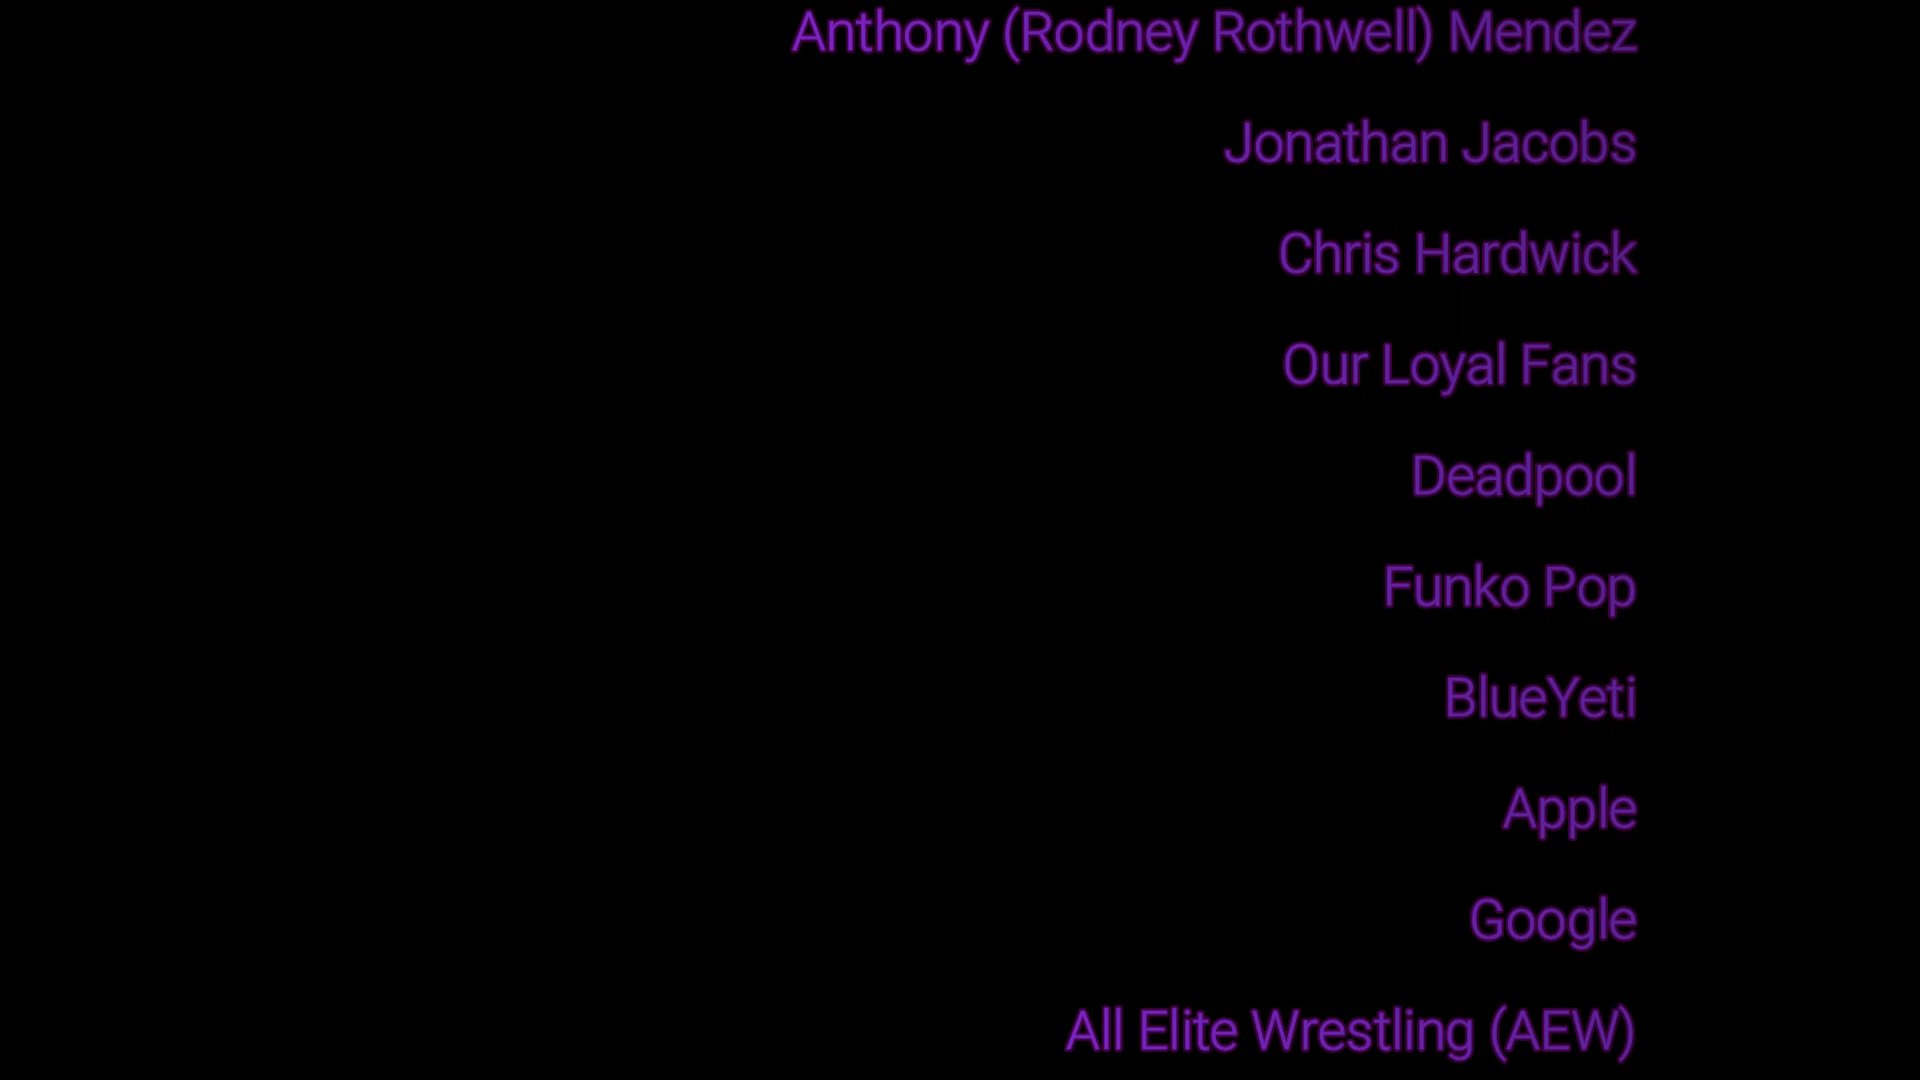 Anthony (Rodney Rothwell) Mendez
Jonathan Jacobs
Chris Hardwick
Our Loyal Fans
Deadpool
Funko Pop
BlueYeti
Apple
Google
All Elite Wrestling (AEW)